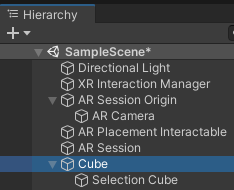 Hierarchy
SampleScene*
Directional Light
XR Interaction Manager
AR Session Origin
AR Camera
AR Placement Interactable
AR Session
Cube
Selection Cube